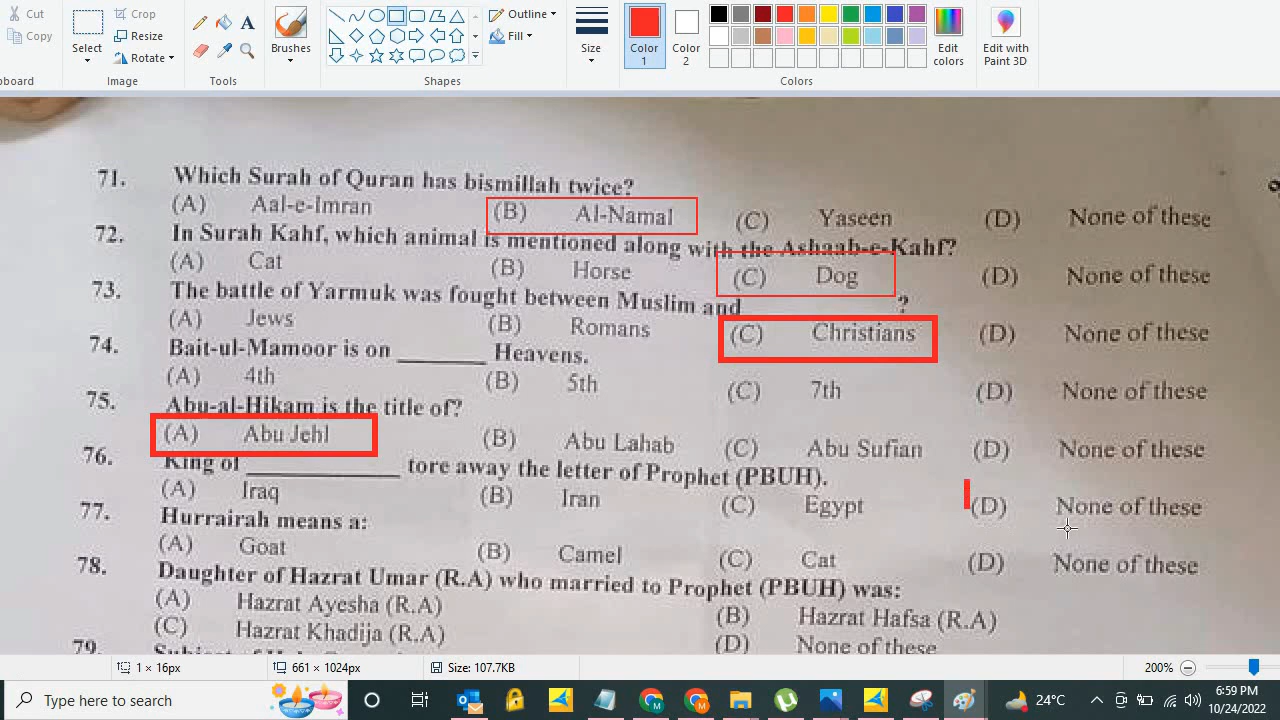 Cut
Copy
Crop
Resize
Rotate
Select
Brushes
Outline
Fill
Size
Color 1
Color 2
Edit colors
Edit with Paint 3D
pboard
Image
Tools
Shapes
Colors
71. Which Surah of Quran has bismillah twice?
(A) Aal-e-Imran (B) Al-Namal (C) Yaseen (D) None of these
72. In Surah Kahf, which animal is mentioned along with the Ashaab-e-Kahf?
(A) Cat (B) Horse (C) Dog (D) None of these
73. The battle of Yarmuk was fought between Muslim and ________?
(A) Jews (B) Romans (C) Christians (D) None of these
74. Bait-ul-Mamoor is on ________ Heavens.
(A) 4th (B) 5th (C) 7th (D) None of these
75. Abu-al-Hikam is the title of?
(A) Abu Jehl (B) Abu Lahab (C) Abu Sufian (D) None of these
76. King of ________ tore away the letter of Prophet (PBUH).
(A) Iraq (B) Iran (C) Egypt (D) None of these
77. Hurrairah means a:
(A) Goat (B) Camel (C) Cat (D) None of these
78. Daughter of Hazrat Umar (R.A) who married to Prophet (PBUH) was:
(A) Hazrat Ayesha (R.A) (B) Hazrat Hafsa (R.A)
(C) Hazrat Khadija (R.A) (D) None of these
79.
1 × 16px
661 × 1024px
Size: 107.7KB
200%
Type here to search
24°C
6:59 PM
10/24/2022